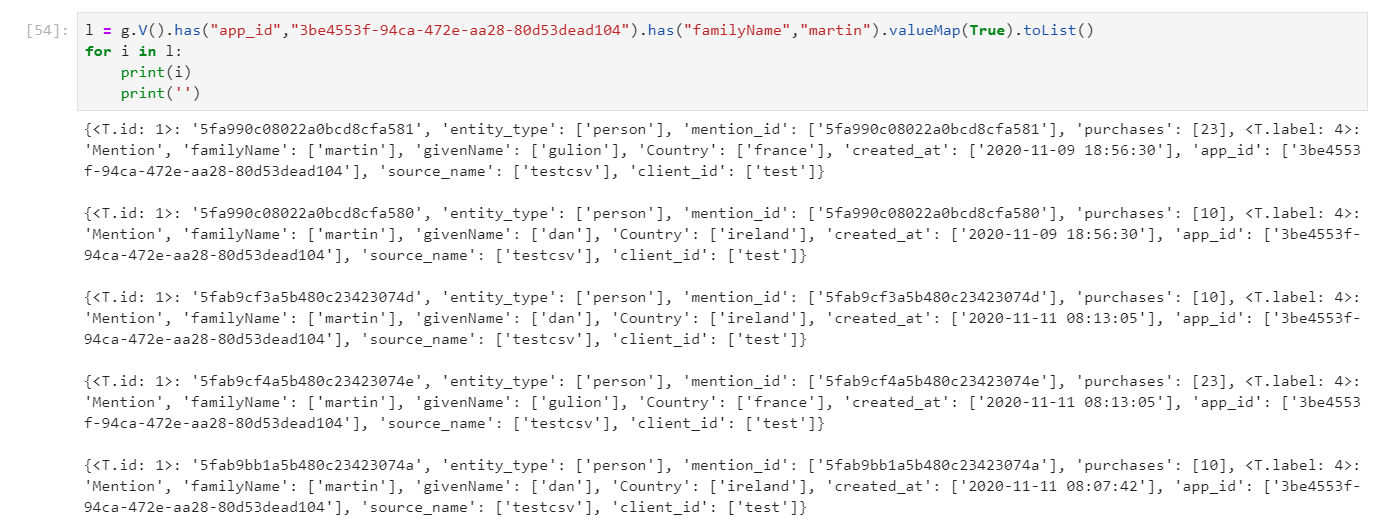 [54]: l = g.V().has("app_id","3be4553f-94ca-472e-aa28-80d53dead104").has("familyName","martin").valueMap(True).toList()
for i in l:
    print(i)
    print('')
{<T.id: 1>: '5fa990c08022a0bcd8cfa581', 'entity_type': ['person'], 'mention_id': ['5fa990c08022a0bcd8cfa581'], 'purchases': [23], <T.label: 4>:
'Mention', 'familyName': ['martin'], 'givenName': ['gulion'], 'Country': ['france'], 'created_at': ['2020-11-09 18:56:30'], 'app_id': ['3be4553
f-94ca-472e-aa28-80d53dead104'], 'source_name': ['testcsv'], 'client_id': ['test']}
{<T.id: 1>: '5fa990c08022a0bcd8cfa580', 'entity_type': ['person'], 'mention_id': ['5fa990c08022a0bcd8cfa580'], 'purchases': [10], <T.label: 4>:
'Mention', 'familyName': ['martin'], 'givenName': ['dan'], 'Country': ['ireland'], 'created_at': ['2020-11-09 18:56:30'], 'app_id': ['3be4553f-
94ca-472e-aa28-80d53dead104'], 'source_name': ['testcsv'], 'client_id': ['test']}
{<T.id: 1>: '5fab9cf3a5b480c23423074d', 'entity_type': ['person'], 'mention_id': ['5fab9cf3a5b480c23423074d'], 'purchases': [10], <T.label: 4>:
'Mention', 'familyName': ['martin'], 'givenName': ['dan'], 'Country': ['ireland'], 'created_at': ['2020-11-11 08:13:05'], 'app_id': ['3be4553f-
94ca-472e-aa28-80d53dead104'], 'source_name': ['testcsv'], 'client_id': ['test']}
{<T.id: 1>: '5fab9cf4a5b480c23423074e', 'entity_type': ['person'], 'mention_id': ['5fab9cf4a5b480c23423074e'], 'purchases': [23], <T.label: 4>:
'Mention', 'familyName': ['martin'], 'givenName': ['gulion'], 'Country': ['france'], 'created_at': ['2020-11-11 08:13:05'], 'app_id': ['3be4553
f-94ca-472e-aa28-80d53dead104'], 'source_name': ['testcsv'], 'client_id': ['test']}
{<T.id: 1>: '5fab9bb1a5b480c23423074a', 'entity_type': ['person'], 'mention_id': ['5fab9bb1a5b480c23423074a'], 'purchases': [10], <T.label: 4>:
'Mention', 'familyName': ['martin'], 'givenName': ['dan'], 'Country': ['ireland'], 'created_at': ['2020-11-11 08:07:42'], 'app_id': ['3be4553f-
94ca-472e-aa28-80d53dead104'], 'source_name': ['testcsv'], 'client_id': ['test']}